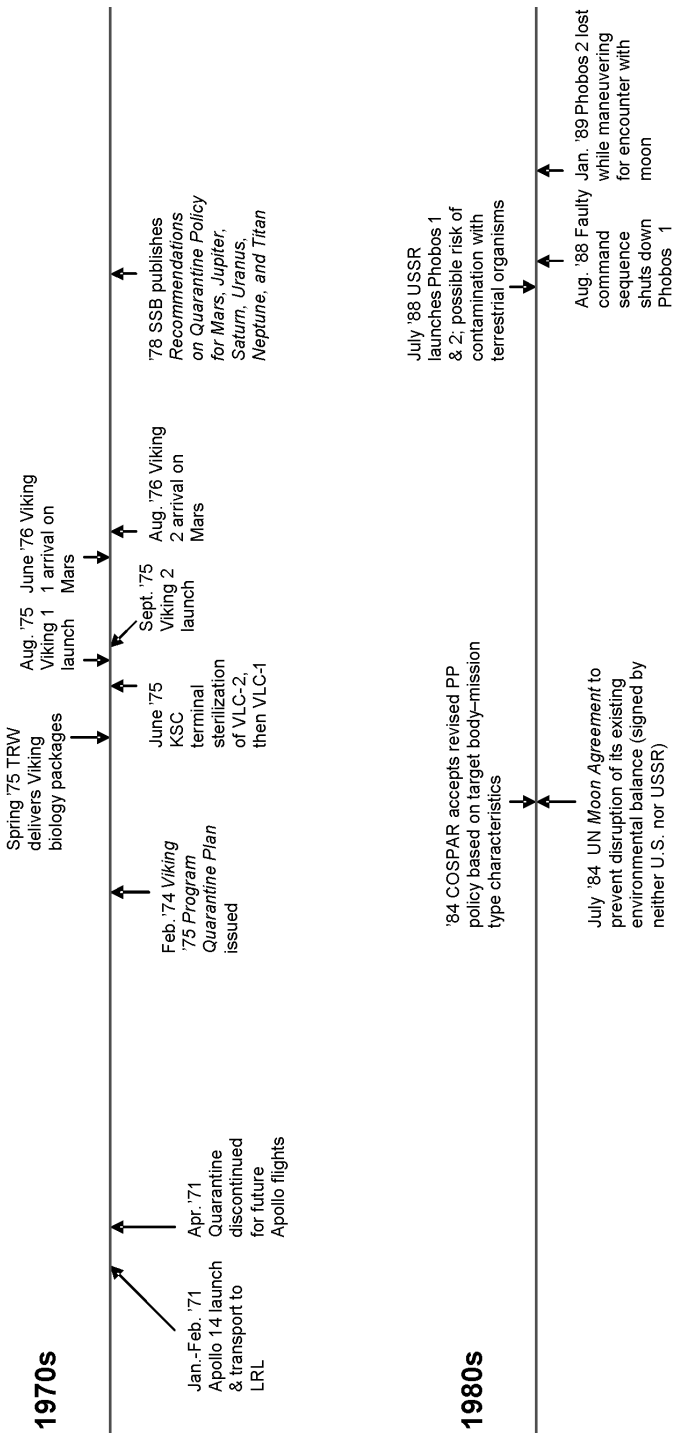 1970s
Jan.-Feb. '71
Apollo 14 launch
& transport to
LRL
Apr. '71
Quarantine
discontinued
for future
Apollo flights
Feb. '74 Viking
'75 Program
Quarantine Plan
issued
Spring '75 TRW
delivers Viking
biology packages
June '75
KSC
terminal
sterilization
of VLC-2,
then VLC-1
Aug. '75
Viking 1
launch
Sept. '75
Viking 2
launch
June '76 Viking
1 arrival on
Mars
Aug. '76 Viking
2 arrival on
Mars
'78 SSB publishes
Recommendations
on Quarantine Policy
for Mars, Jupiter,
Saturn, Uranus,
Neptune, and Titan
1980s
'84 COSPAR accepts revised PP
policy based on target body–mission
type characteristics
July '84 UN Moon Agreement to
prevent disruption of its existing
environmental balance (signed by
neither U.S. nor USSR)
July '88 USSR
launches Phobos 1
& 2; possible risk of
contamination with
terrestrial organisms
Aug. '88 Faulty
command
sequence
shuts down
Phobos 1
Jan. '89 Phobos 2 lost
while maneuvering
for encounter with
moon